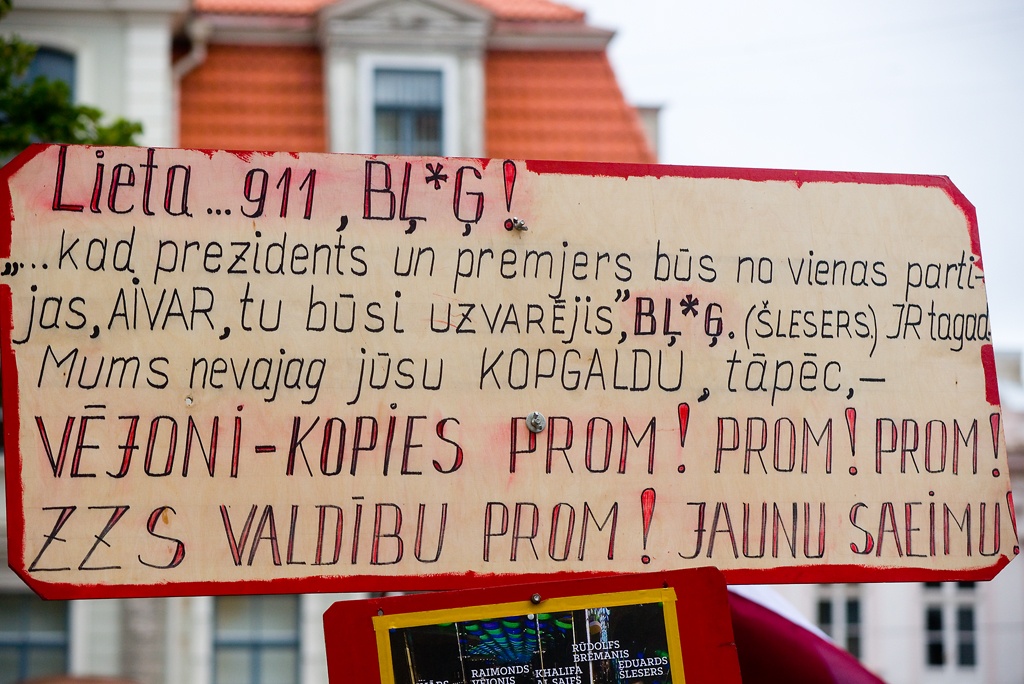 Lieta...911, BĻ*Ģ!
„...kad prezidents un premjers būs no vienas parti-
jas, AiVAR, tu būsi UZVARĒjis,” BĻ*Ģ. (ŠLESERS,) JR tagad
Mums nevajag jūsu KOPGALDU, tāpēc,-
VĒJONi-KOPIES PROM! PROM! PROM!
ZZS VALDĪBU PROM! JAUNU SAEiMU!
RŪDOLFS
BRĒMANIS
RAIMONDS
VĒJONIS
KHALIFA
AL SAIFS
EDUARDS
ŠLESERS